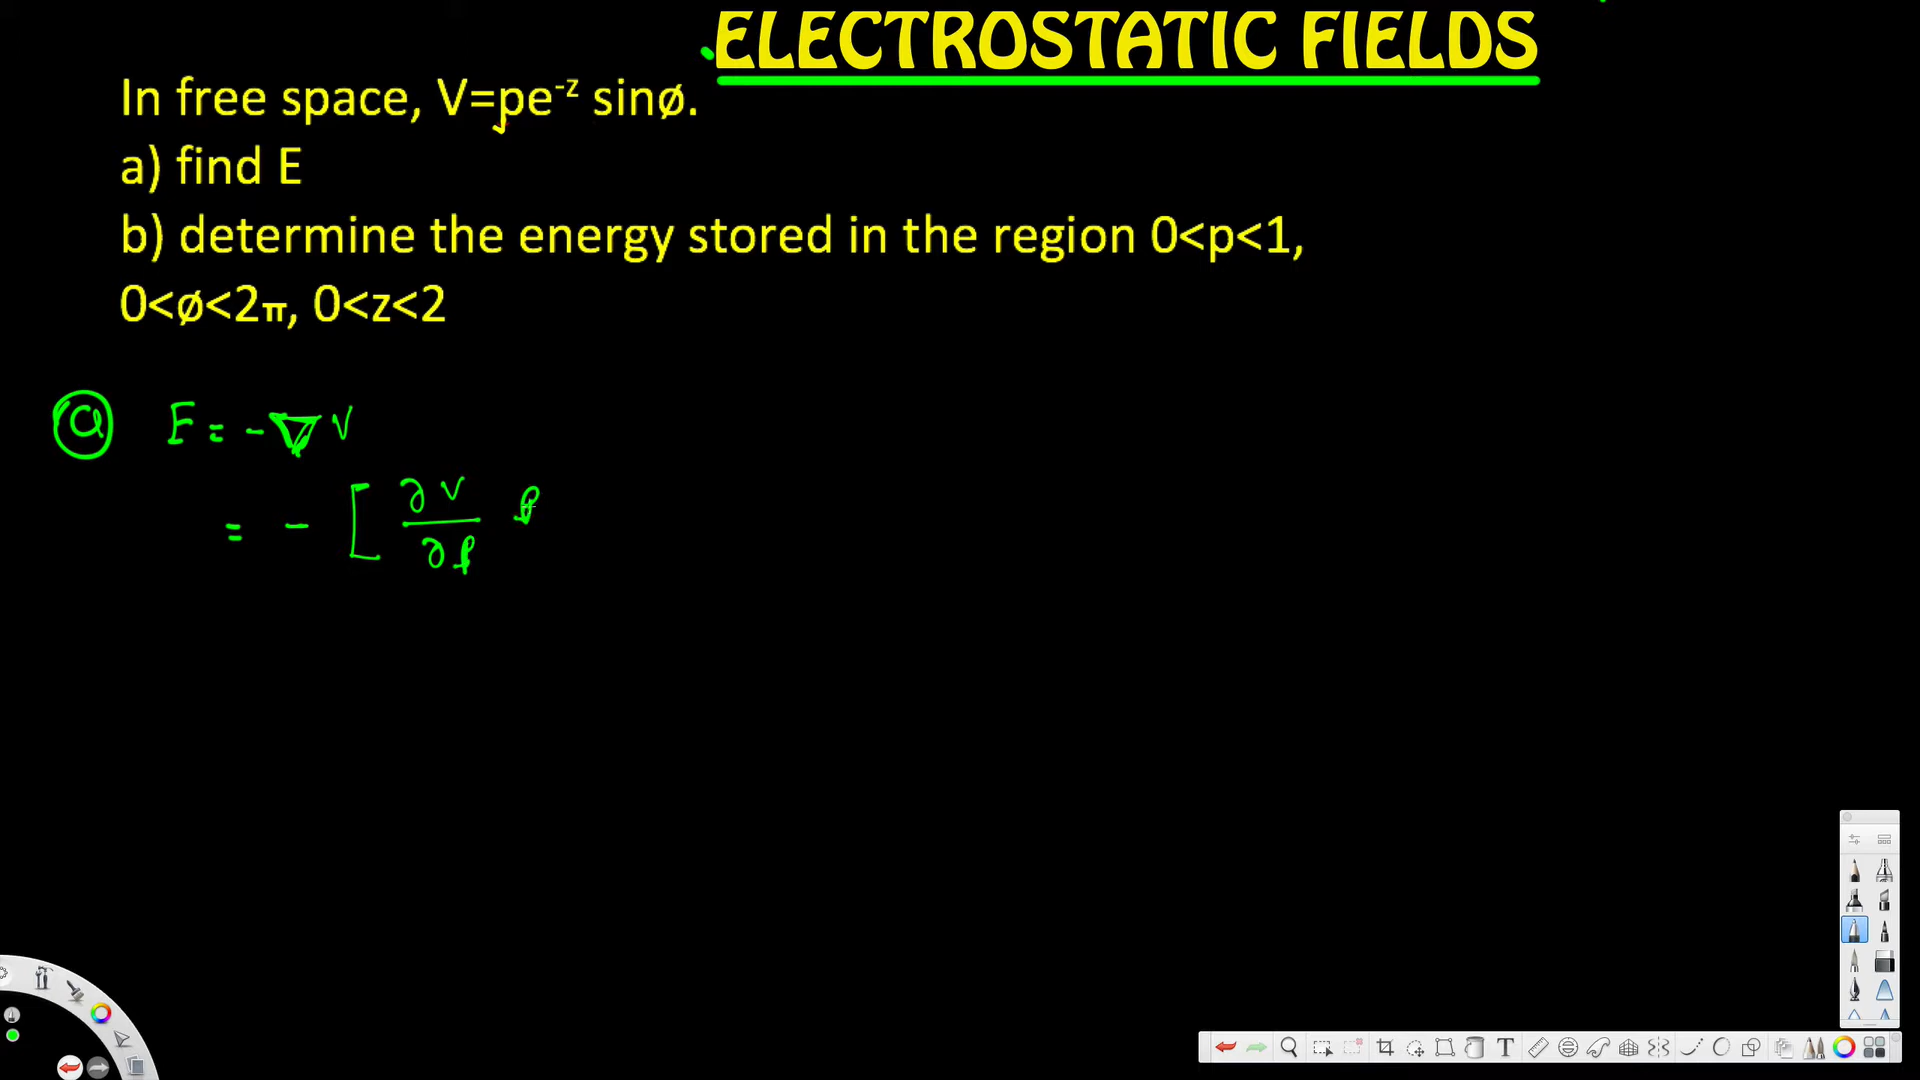 ELECTROSTATIC FIELDS
In free space, V=pe⁻ᶻ sinø.
a) find E
b) determine the energy stored in the region 0<p<1,
0<ø<2π, 0<z<2
a E = -∇V
= - [ ∂V/∂ρ ρ
T